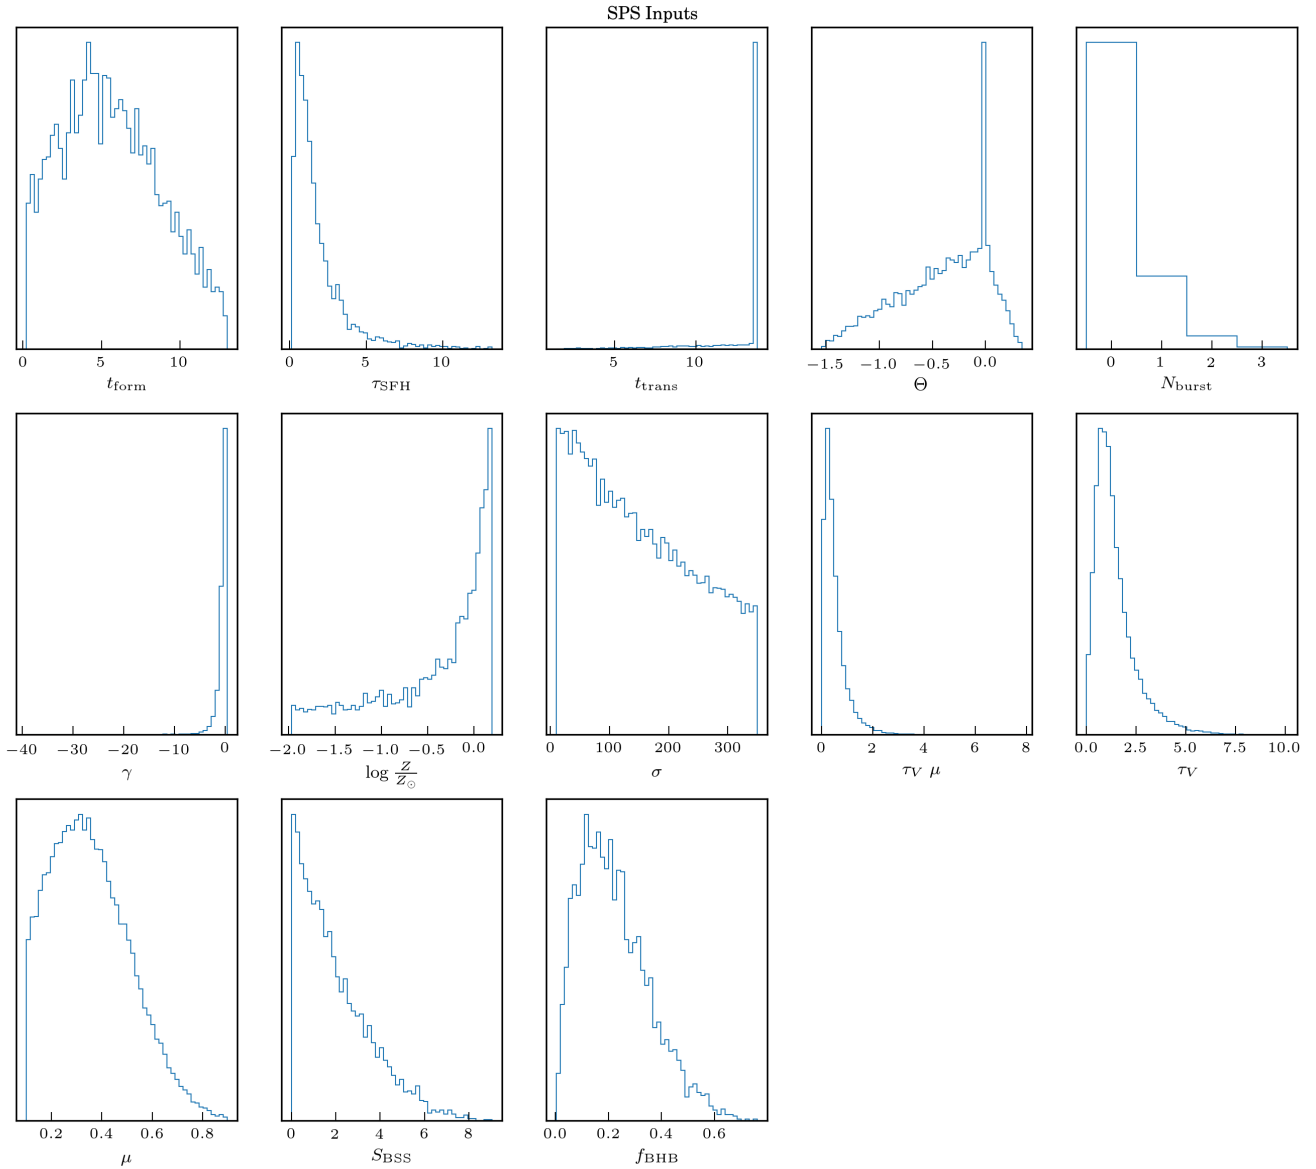 SPS Inputs
0 5 10
t_form
0 5 10
τ_SFH
5 10
t_trans
−1.5 −1.0 −0.5 0.0
Θ
0 1 2 3
N_burst
−40 −30 −20 −10 0
γ
−2.0 −1.5 −1.0 −0.5 0.0
log Z/Z_⊙
0 100 200 300
σ
0 2 4 6 8
τ_V μ
0.0 2.5 5.0 7.5 10.0
τ_V
0.2 0.4 0.6 0.8
μ
0 2 4 6 8
S_BSS
0.0 0.2 0.4 0.6
f_BHB